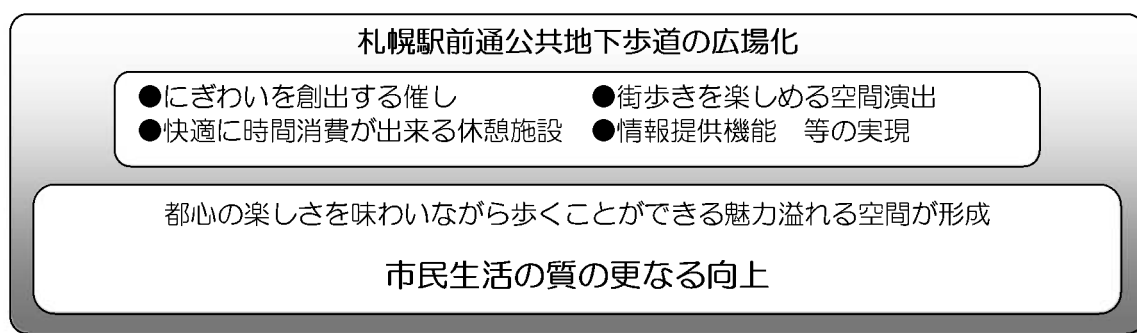 札幌駅前通公共地下歩道の広場化
●にぎわいを創出する催し　●街歩きを楽しめる空間演出
●快適に時間消費が出来る休憩施設　●情報提供機能　等の実現
都心の楽しさを味わいながら歩くことができる魅力溢れる空間が形成
市民生活の質の更なる向上